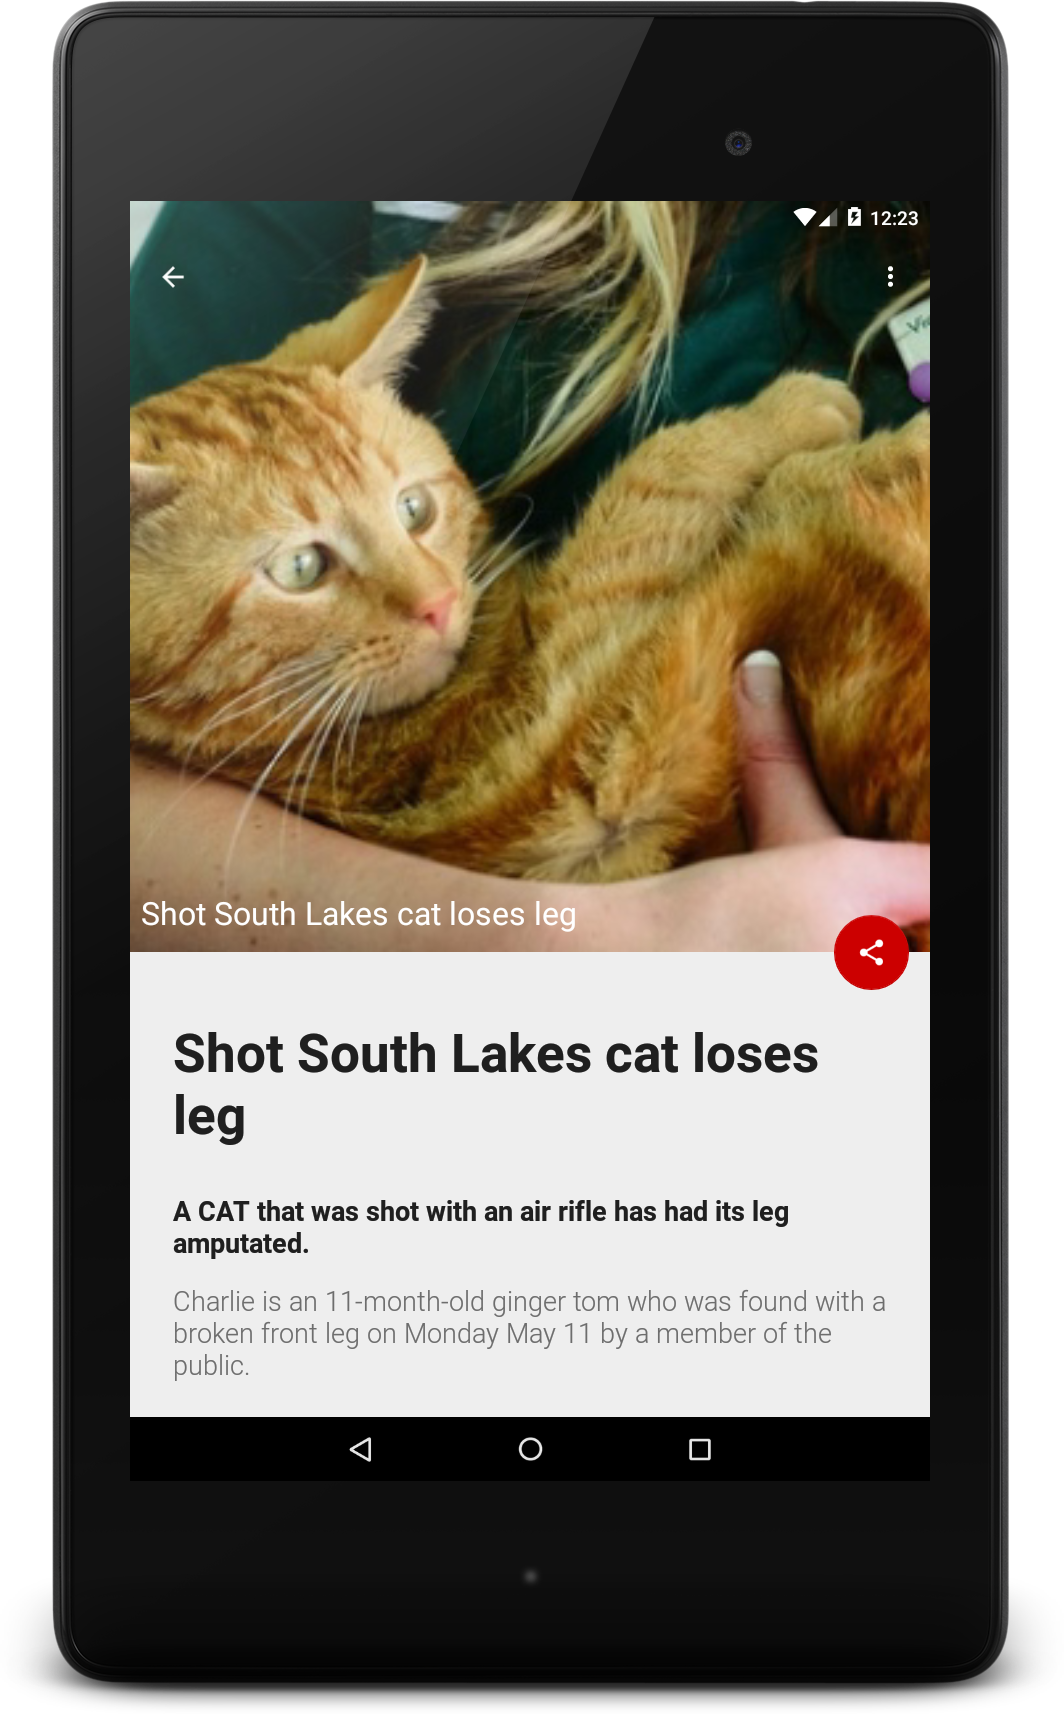 12:23
Shot South Lakes cat loses leg
Shot South Lakes cat loses
leg
A CAT that was shot with an air rifle has had its leg
amputated.
Charlie is an 11-month-old ginger tom who was found with a
broken front leg on Monday May 11 by a member of the
public.